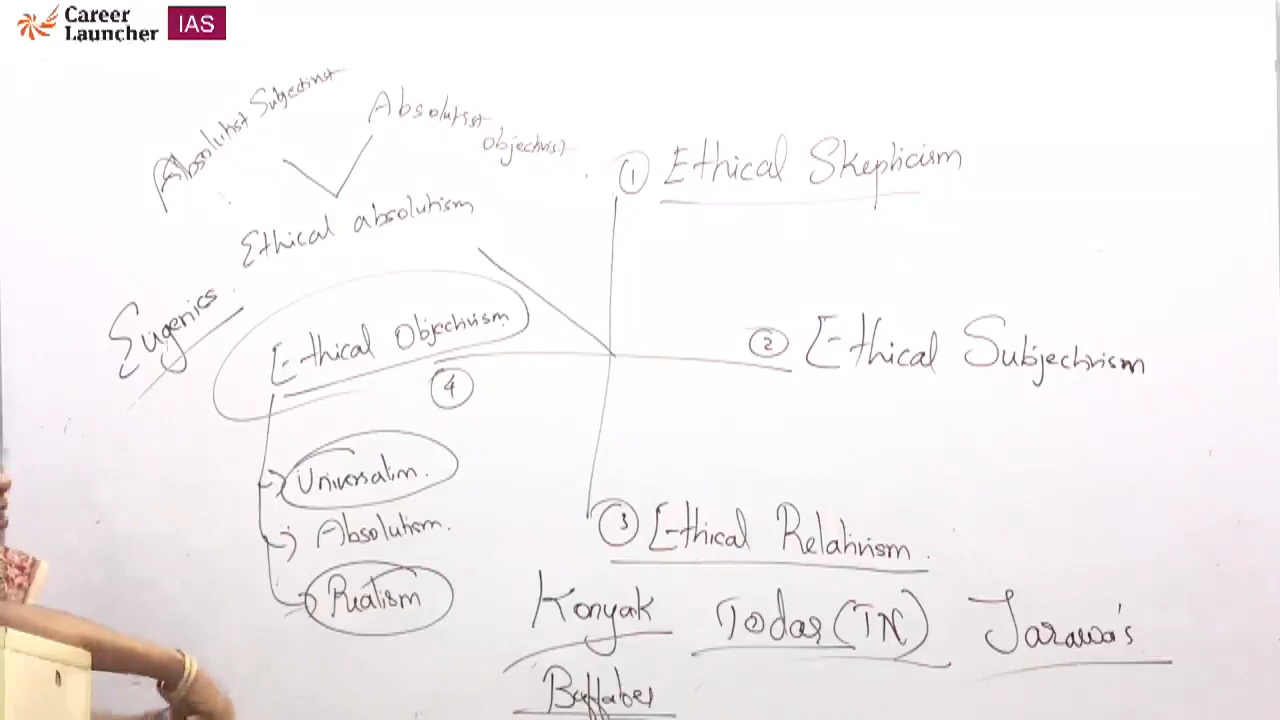 Career
Launcher
IAS
Absolutist Subjectivist
Absolutist
Objectivist
① Ethical Skepticism
Ethical absolutism
Eugenics.
Ethical Objectivism
④
② Ethical Subjectivism
Universalim.
Absolutism.
Realism
③ Ethical Relativism.
Konyak
Todas (TN)
Jarawa's